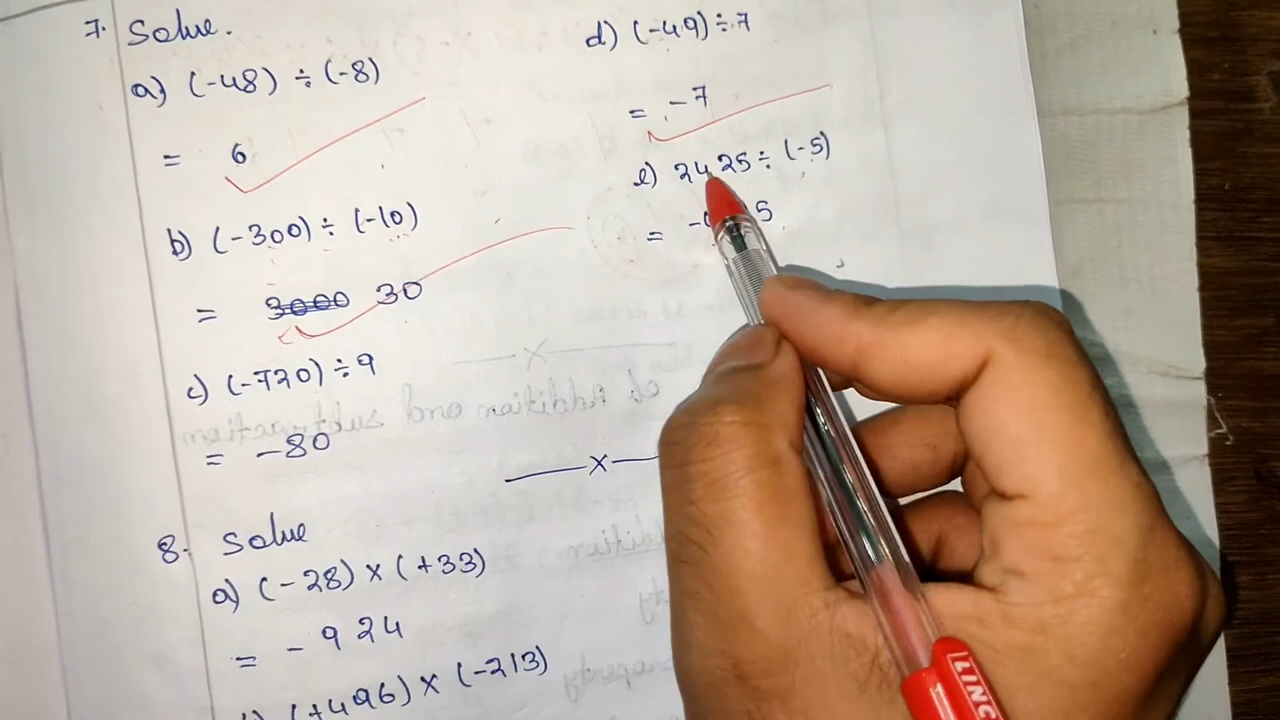 7. Solve.
a) (-48) ÷ (-8)
= 6
b) (-300) ÷ (-10)
= 3000 30
c) (-720) ÷ 9
= -80
d) (-49) ÷ 7
= -7
e) 2425 ÷ (-5)
= - 5
x
x
8. Solve
a) (-28) x (+33)
= - 924
(+496) x (-213)
LINC